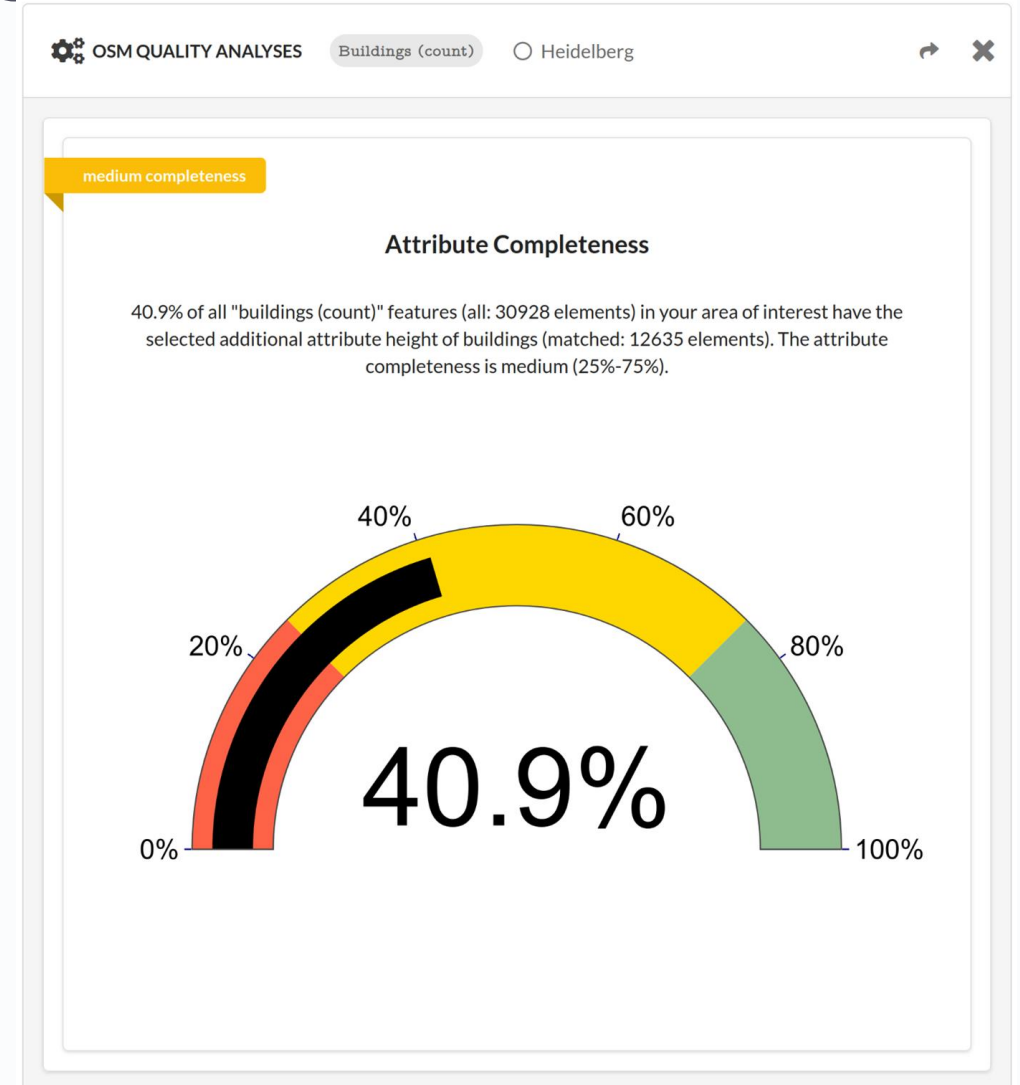 OSM QUALITY ANALYSES Buildings (count) Heidelberg
medium completeness
Attribute Completeness
40.9% of all "buildings (count)" features (all: 30928 elements) in your area of interest have the
selected additional attribute height of buildings (matched: 12635 elements). The attribute
completeness is medium (25%-75%).
40% 60%
20% 80%
40.9%
0% 100%